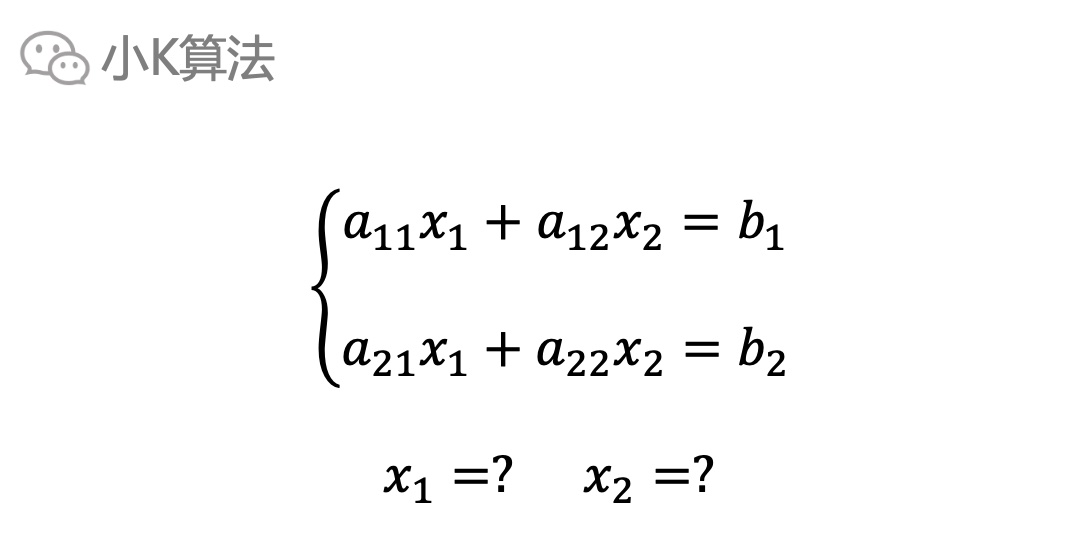 小K算法
a₁₁x₁ + a₁₂x₂ = b₁
a₂₁x₁ + a₂₂x₂ = b₂
x₁ =? x₂ =?